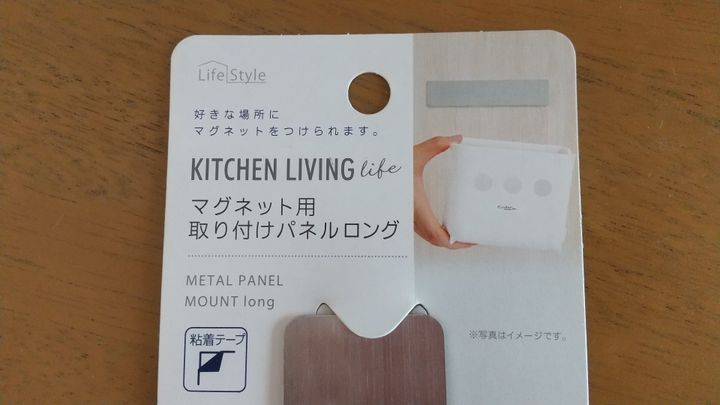 Life Style
好きな場所に
マグネットをつけられます。
KITCHEN LIVING life
マグネット用
取り付けパネルロング
METAL PANEL
MOUNT long
粘着テープ
※写真はイメージです。